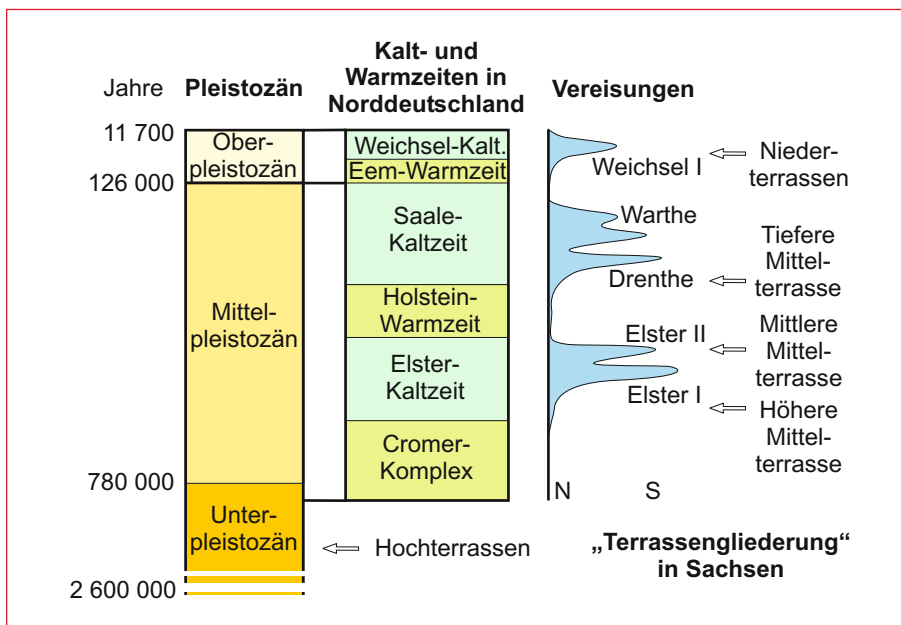 Jahre
Pleistozän
Kalt- und
Warmzeiten in
Norddeutschland
Vereisungen
11 700
126 000
780 000
2 600 000
Ober-
pleistozän
Mittel-
pleistozän
Unter-
pleistozän
Weichsel-Kalt.
Eem-Warmzeit
Saale-
Kaltzeit
Holstein-
Warmzeit
Elster-
Kaltzeit
Cromer-
Komplex
Weichsel I
Warthe
Drenthe
Elster II
Elster I
N S
Nieder-
terrassen
Tiefere
Mittel-
terrasse
Mittlere
Mittel-
terrasse
Höhere
Mittel-
terrasse
Hochterrassen
„Terrassengliederung“
in Sachsen